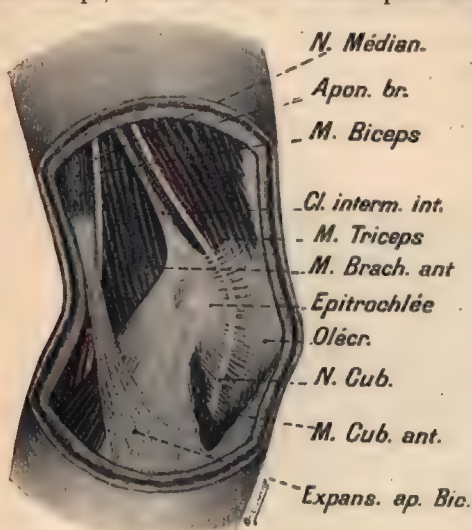 N. Médian.
Apon. br.
M. Biceps
Cl. interm. int.
M. Triceps
M. Brach. ant
Epitrochlée
Olécr.
N. Cub.
M. Cub. ant.
Expans. ap. Bic.